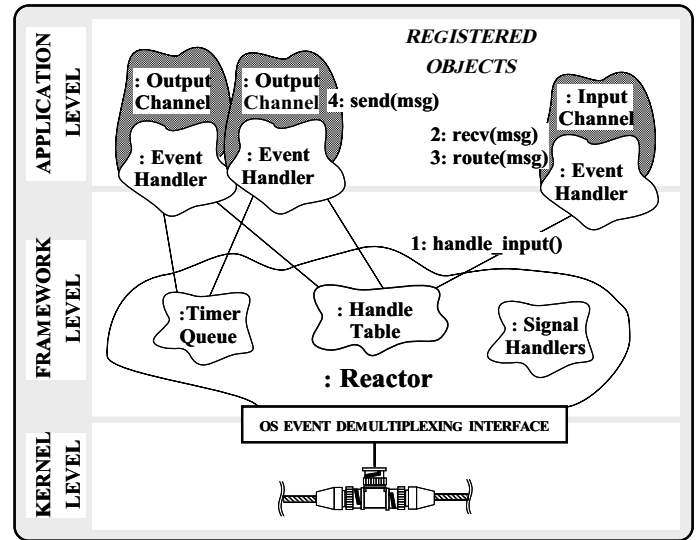 REGISTERED
OBJECTS
APPLICATION
LEVEL
: Output
Channel
: Event
Handler
: Output
Channel
: Event
Handler
4: send(msg)
: Input
Channel
2: recv(msg)
3: route(msg)
: Event
Handler
FRAMEWORK
LEVEL
1: handle_input()
:Timer
Queue
: Handle
Table
: Signal
Handlers
: Reactor
KERNEL
LEVEL
OS EVENT DEMULTIPLEXING INTERFACE